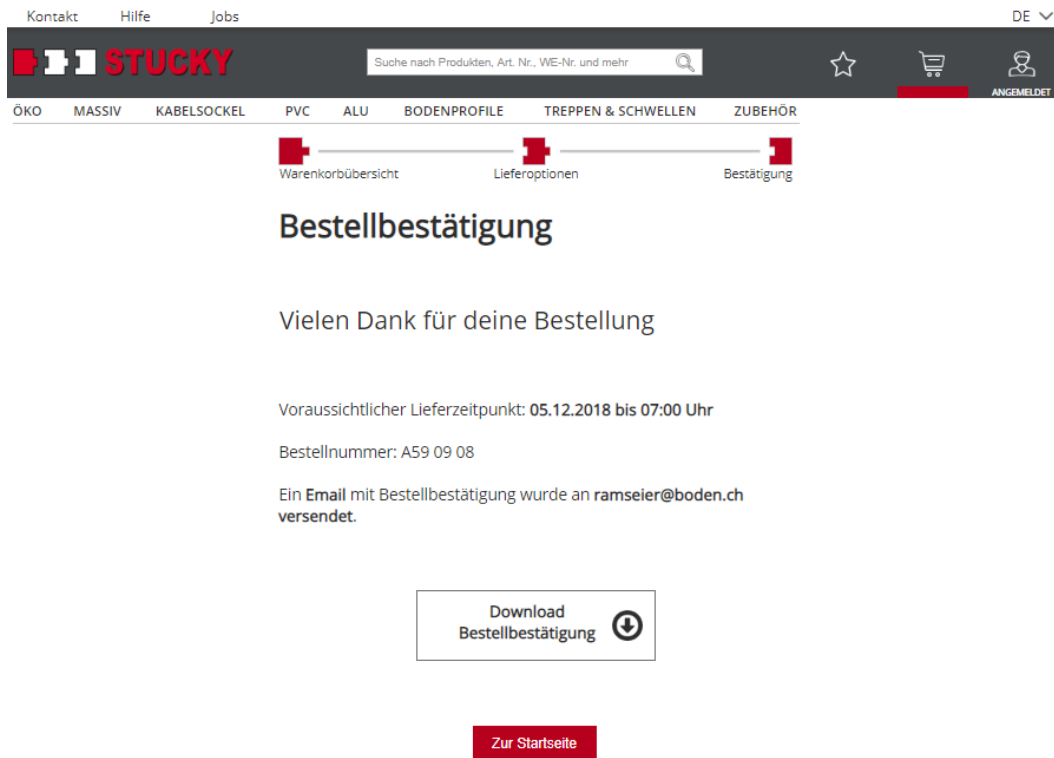 Kontakt Hilfe Jobs DE
STUCKY Suche nach Produkten, Art. Nr., WE-Nr. und mehr
ANGEMELDET
ÖKO MASSIV KABELSOCKEL PVC ALU BODENPROFILE TREPPEN & SCHWELLEN ZUBEHÖR
Warenkorbübersicht Lieferoptionen Bestätigung
Bestellbestätigung
Vielen Dank für deine Bestellung
Voraussichtlicher Lieferzeitpunkt: 05.12.2018 bis 07:00 Uhr
Bestellnummer: A59 09 08
Ein Email mit Bestellbestätigung wurde an ramseier@boden.ch
versendet.
Download
Bestellbestätigung
Zur Startseite